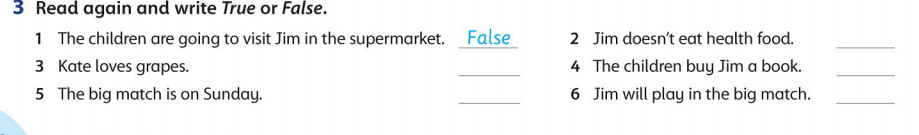 3 Read again and write True or False.
1 The children are going to visit Jim in the supermarket. False
2 Jim doesn't eat health food.
3 Kate loves grapes.
4 The children buy Jim a book.
5 The big match is on Sunday.
6 Jim will play in the big match.